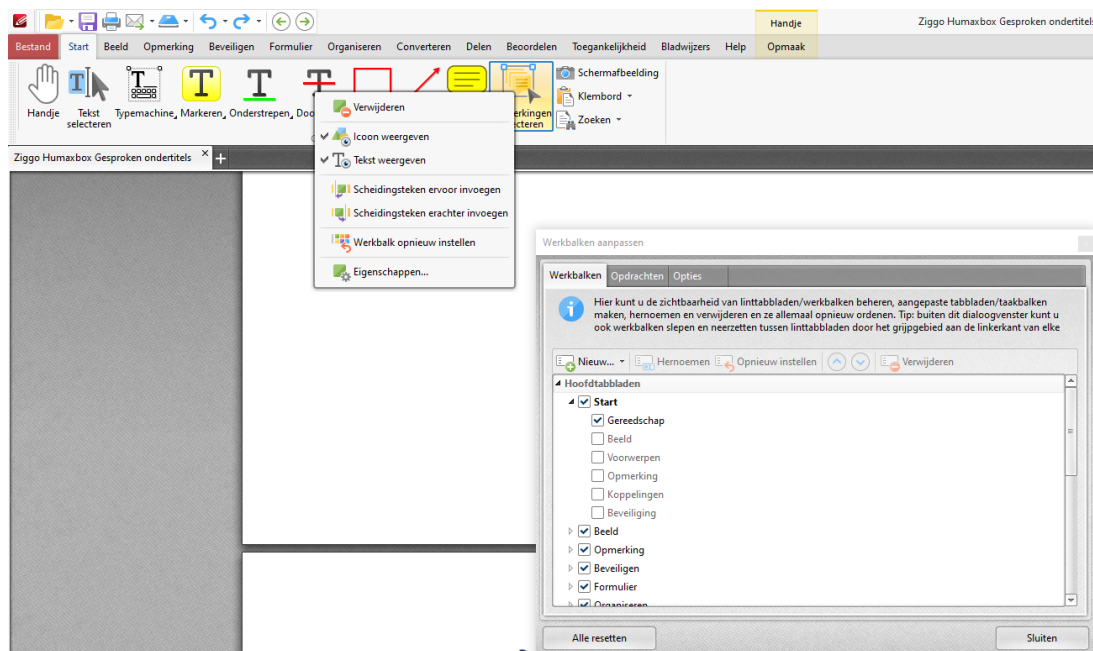 Handje
Ziggo Humaxbox Gesproken ondertitels
Bestand Start Beeld Opmerking Beveiligen Formulier Organiseren Converteren Delen Beoordelen Toegankelijkheid Bladwijzers Help Opmaak
Handje
Tekst selecteren
Typemachine
Markeren
Onderstrepen
Doo
erkingen
ecteren
Schermafbeelding
Klembord
Zoeken
Verwijderen
Icoon weergeven
Tekst weergeven
Scheidingsteken ervoor invoegen
Scheidingsteken erachter invoegen
Werkbalk opnieuw instellen
Eigenschappen...
Ziggo Humaxbox Gesproken ondertitels
Werkbalken aanpassen
Werkbalken Opdrachten Opties
Hier kunt u de zichtbaarheid van linttabbladen/werkbalken beheren, aangepaste tabbladen/taakbalken
maken, hernoemen en verwijderen en ze allemaal opnieuw ordenen. Tip: buiten dit dialoogvenster kunt u
ook werkbalken slepen en neerzetten tussen linttabbladen door het grijpgebied aan de linkerkant van elke
Nieuw... Hernoemen Opnieuw instellen Verwijderen
Hoofdtabbladen
Start
Gereedschap
Beeld
Voorwerpen
Opmerking
Koppelingen
Beveiliging
Beeld
Opmerking
Beveiligen
Formulier
Organiseren
Alle resetten
Sluiten